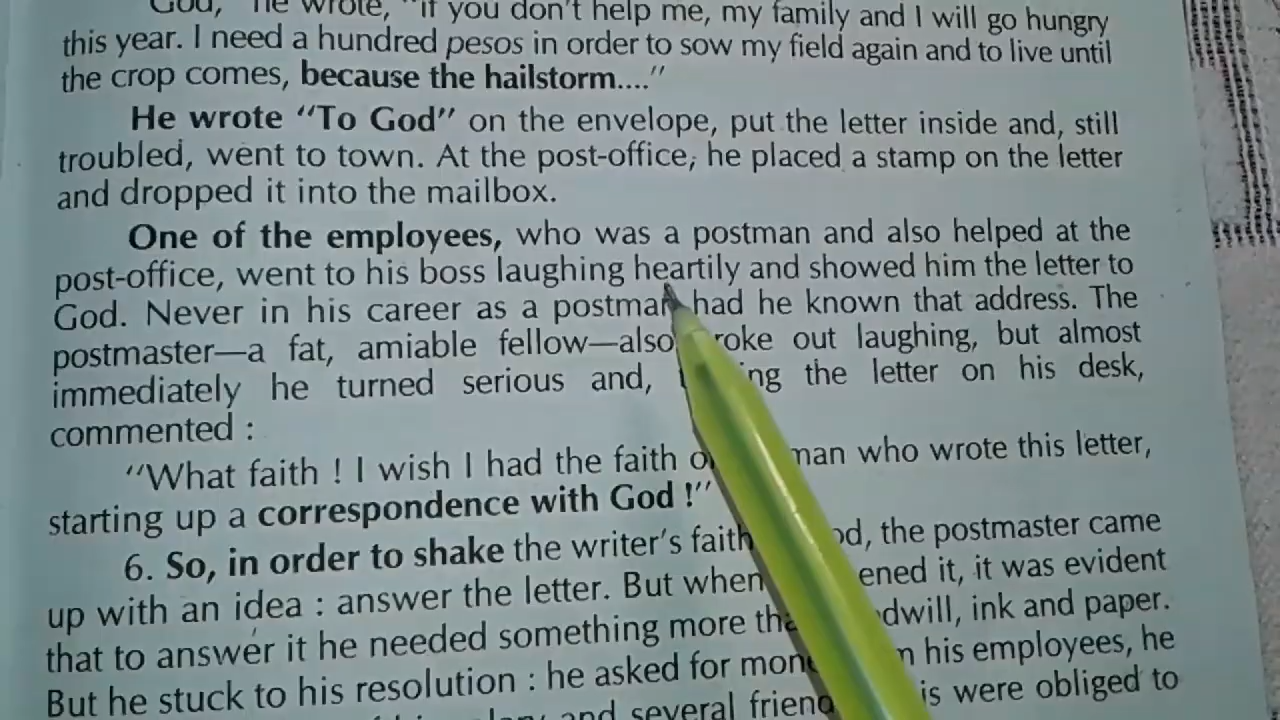 God," he wrote, "if you don't help me, my family and I will go hungry
this year. I need a hundred pesos in order to sow my field again and to live until
the crop comes, because the hailstorm...."
He wrote "To God" on the envelope, put the letter inside and, still
troubled, went to town. At the post-office, he placed a stamp on the letter
and dropped it into the mailbox.
One of the employees, who was a postman and also helped at the
post-office, went to his boss laughing heartily and showed him the letter to
God. Never in his career as a postman had he known that address. The
postmaster—a fat, amiable fellow—also roke out laughing, but almost
immediately he turned serious and, the letter on his desk,
commented :
"What faith ! I wish I had the faith man who wrote this letter,
starting up a correspondence with God !"
6. So, in order to shake the writer's faith the postmaster came
up with an idea : answer the letter. But when it, it was evident
that to answer it he needed something more ink and paper.
But he stuck to his resolution : he asked for his employees, he
and several were obliged to